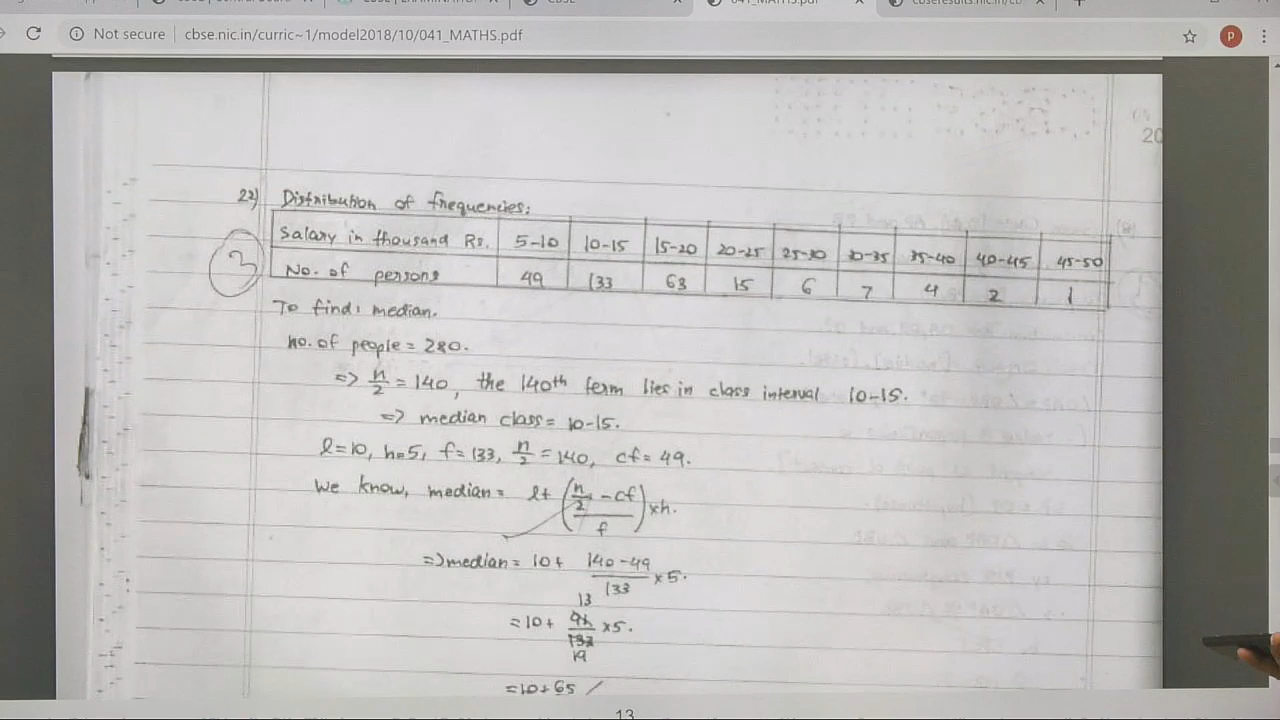 041_MATHS.pdf
Not secure | cbse.nic.in/curric~1/model2018/10/041_MATHS.pdf
P
20
22) Distribution of frequencies:
Salary in thousand Rs. 5-10 10-15 15-20 20-25 25-30 30-35 35-40 40-45 45-50
No. of persons 49 133 63 15 6 7 4 2 1
3
To find: median.
No. of people = 280.
=> n/2 = 140, the 140th term lies in class interval 10-15.
=> median class = 10-15.
l=10, h=5, f=133, n/2=140, cf=49.
We know, median = l+ (n/2 - cf / f) ×h.
=> median = 10+ 140-49/133 ×5.
13
= 10+ 91/133 ×5.
19
=10+65/
13